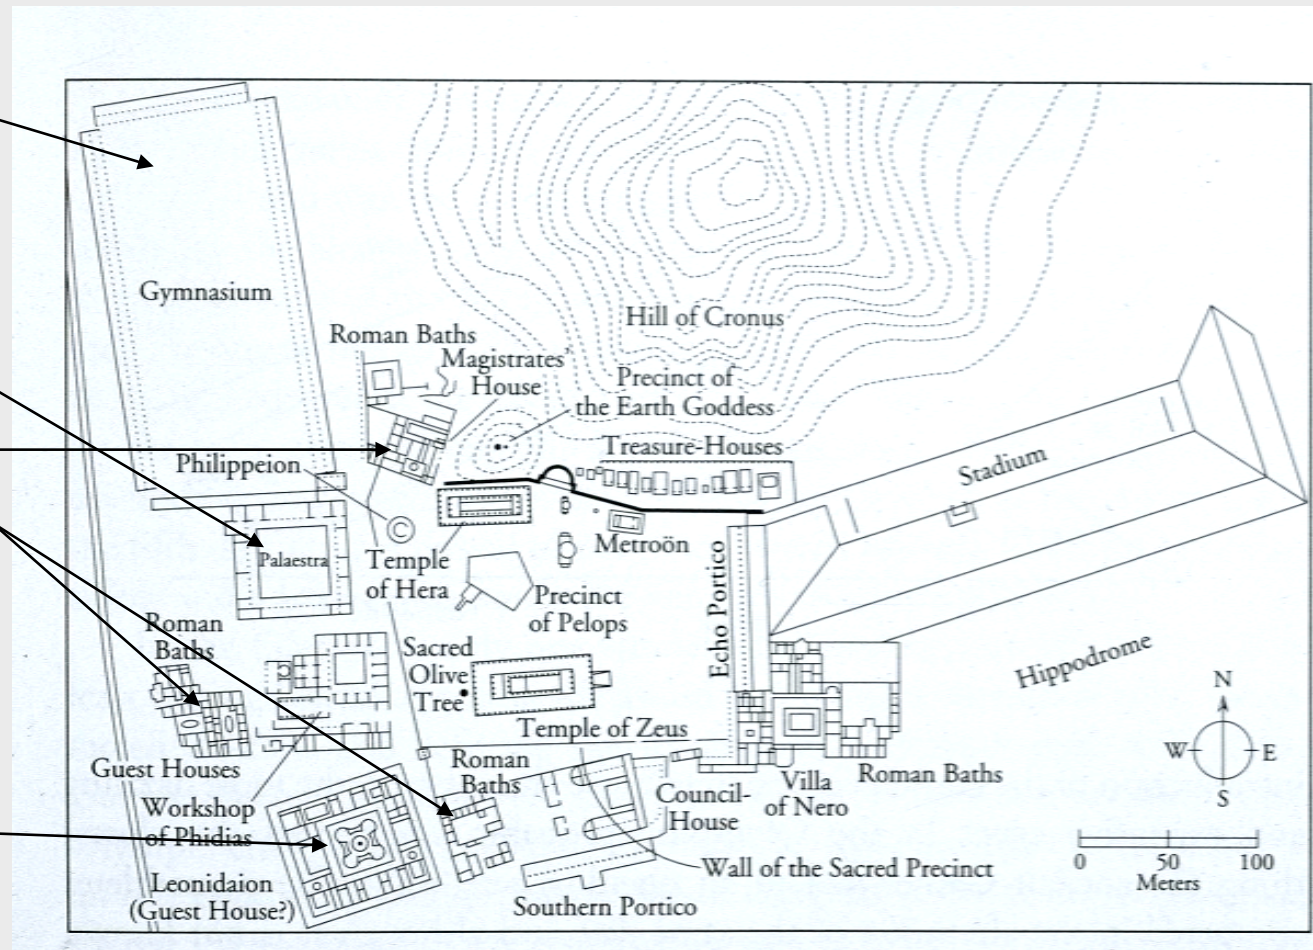 Gymnasium
Hill of Cronus
Roman Baths
Magistrates'
House
Precinct of
the Earth Goddess
Treasure-Houses
Stadium
Philippeion
Metroön
Palaestra
Temple
of Hera
Precinct
of Pelops
Echo Portico
Roman
Baths
Sacred
Olive
Tree
Hippodrome
N
W
E
S
Temple of Zeus
Guest Houses
Roman
Baths
Workshop
of Phidias
Council-
House
Villa
of Nero
Roman Baths
0 50 100
Meters
Wall of the Sacred Precinct
Leonidaion
(Guest House?)
Southern Portico